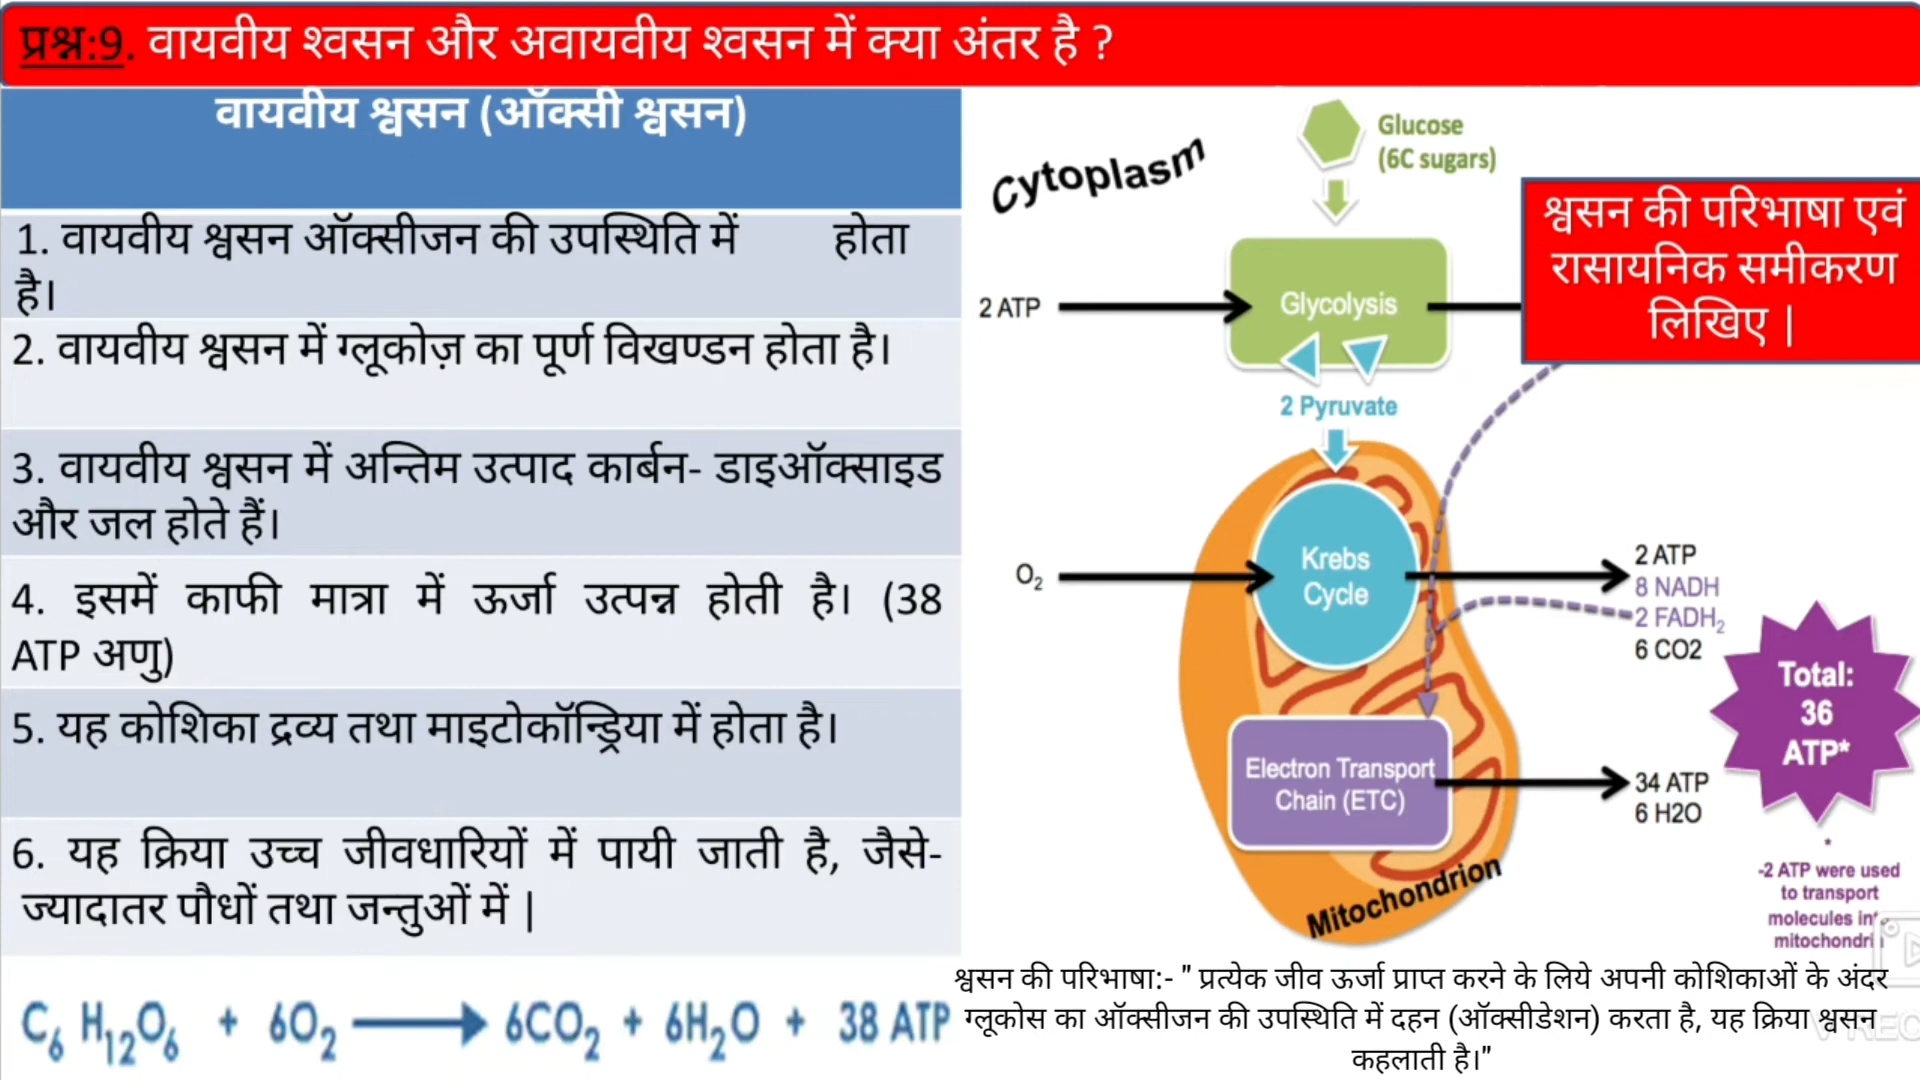 प्रश्न:9. वायवीय श्वसन और अवायवीय श्वसन में क्या अंतर है ?
वायवीय श्वसन (ऑक्सी श्वसन)
1. वायवीय श्वसन ऑक्सीजन की उपस्थिति में होता
है।
2. वायवीय श्वसन में ग्लूकोज़ का पूर्ण विखण्डन होता है।
3. वायवीय श्वसन में अन्तिम उत्पाद कार्बन- डाइऑक्साइड
और जल होते हैं।
4. इसमें काफी मात्रा में ऊर्जा उत्पन्न होती है। (38
ATP अणु)
5. यह कोशिका द्रव्य तथा माइटोकॉन्ड्रिया में होता है।
6. यह क्रिया उच्च जीवधारियों में पायी जाती है, जैसे-
ज्यादातर पौधों तथा जन्तुओं में |
C6 H12O6 + 6O2 → 6CO2 + 6H2O + 38 ATP
Cytoplasm
Glucose
(6C sugars)
श्वसन की परिभाषा एवं
रासायनिक समीकरण
लिखिए |
2 ATP
Glycolysis
2 Pyruvate
O2
Krebs
Cycle
2 ATP
8 NADH
2 FADH2
6 CO2
Total:
36
ATP*
Electron Transport
Chain (ETC)
34 ATP
6 H2O
Mitochondrion
*
-2 ATP were used
to transport
molecules
श्वसन की परिभाषा:- " प्रत्येक जीव ऊर्जा प्राप्त करने के लिये अपनी कोशिकाओं के अंदर
ग्लूकोस का ऑक्सीजन की उपस्थिति में दहन (ऑक्सीडेशन) करता है, यह क्रिया श्वसन
कहलाती है।"